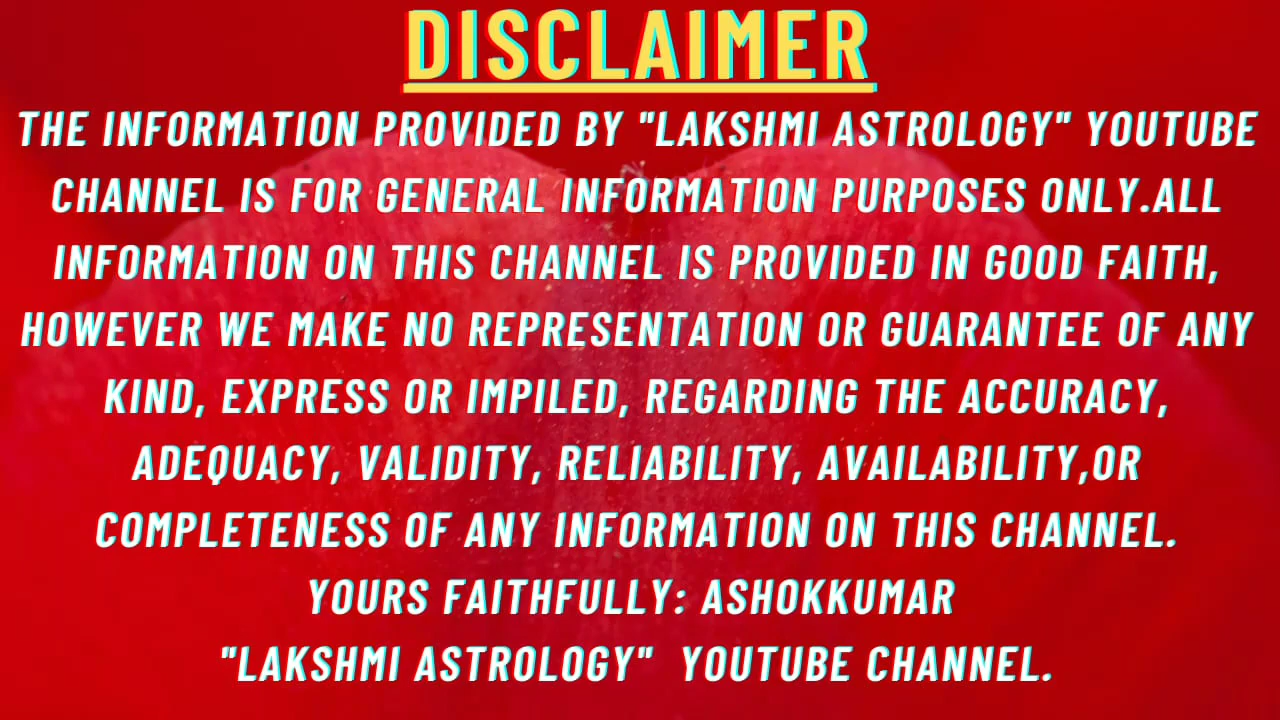 DISCLAIMER
THE INFORMATION PROVIDED BY "LAKSHMI ASTROLOGY" YOUTUBE
CHANNEL IS FOR GENERAL INFORMATION PURPOSES ONLY.ALL
INFORMATION ON THIS CHANNEL IS PROVIDED IN GOOD FAITH,
HOWEVER WE MAKE NO REPRESENTATION OR GUARANTEE OF ANY
KIND, EXPRESS OR IMPILED, REGARDING THE ACCURACY,
ADEQUACY, VALIDITY, RELIABILITY, AVAILABILITY,OR
COMPLETENESS OF ANY INFORMATION ON THIS CHANNEL.
YOURS FAITHFULLY: ASHOKKUMAR
"LAKSHMI ASTROLOGY" YOUTUBE CHANNEL.